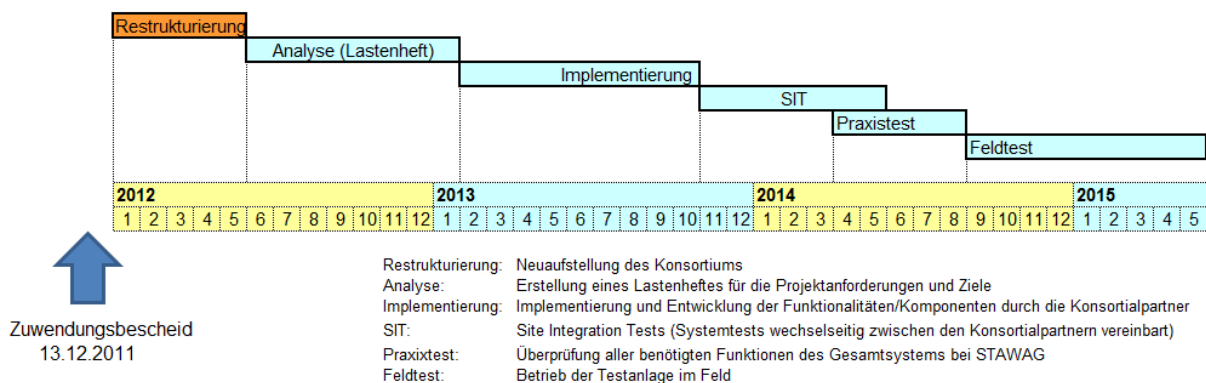 Restrukturierung
Analyse (Lastenheft)
Implementierung
SIT
Praxistest
Feldtest
2012 2013 2014 2015
1 2 3 4 5 6 7 8 9 10 11 12 1 2 3 4 5 6 7 8 9 10 11 12 1 2 3 4 5 6 7 8 9 10 11 12 1 2 3 4 5
Zuwendungsbescheid
13.12.2011
Restrukturierung: Neuaufstellung des Konsortiums
Analyse: Erstellung eines Lastenheftes für die Projektanforderungen und Ziele
Implementierung: Implementierung und Entwicklung der Funktionalitäten/Komponenten durch die Konsortialpartner
SIT: Site Integration Tests (Systemtests wechselseitig zwischen den Konsortialpartnern vereinbart)
Praxixtest: Überprüfung aller benötigten Funktionen des Gesamtsystems bei STAWAG
Feldtest: Betrieb der Testanlage im Feld